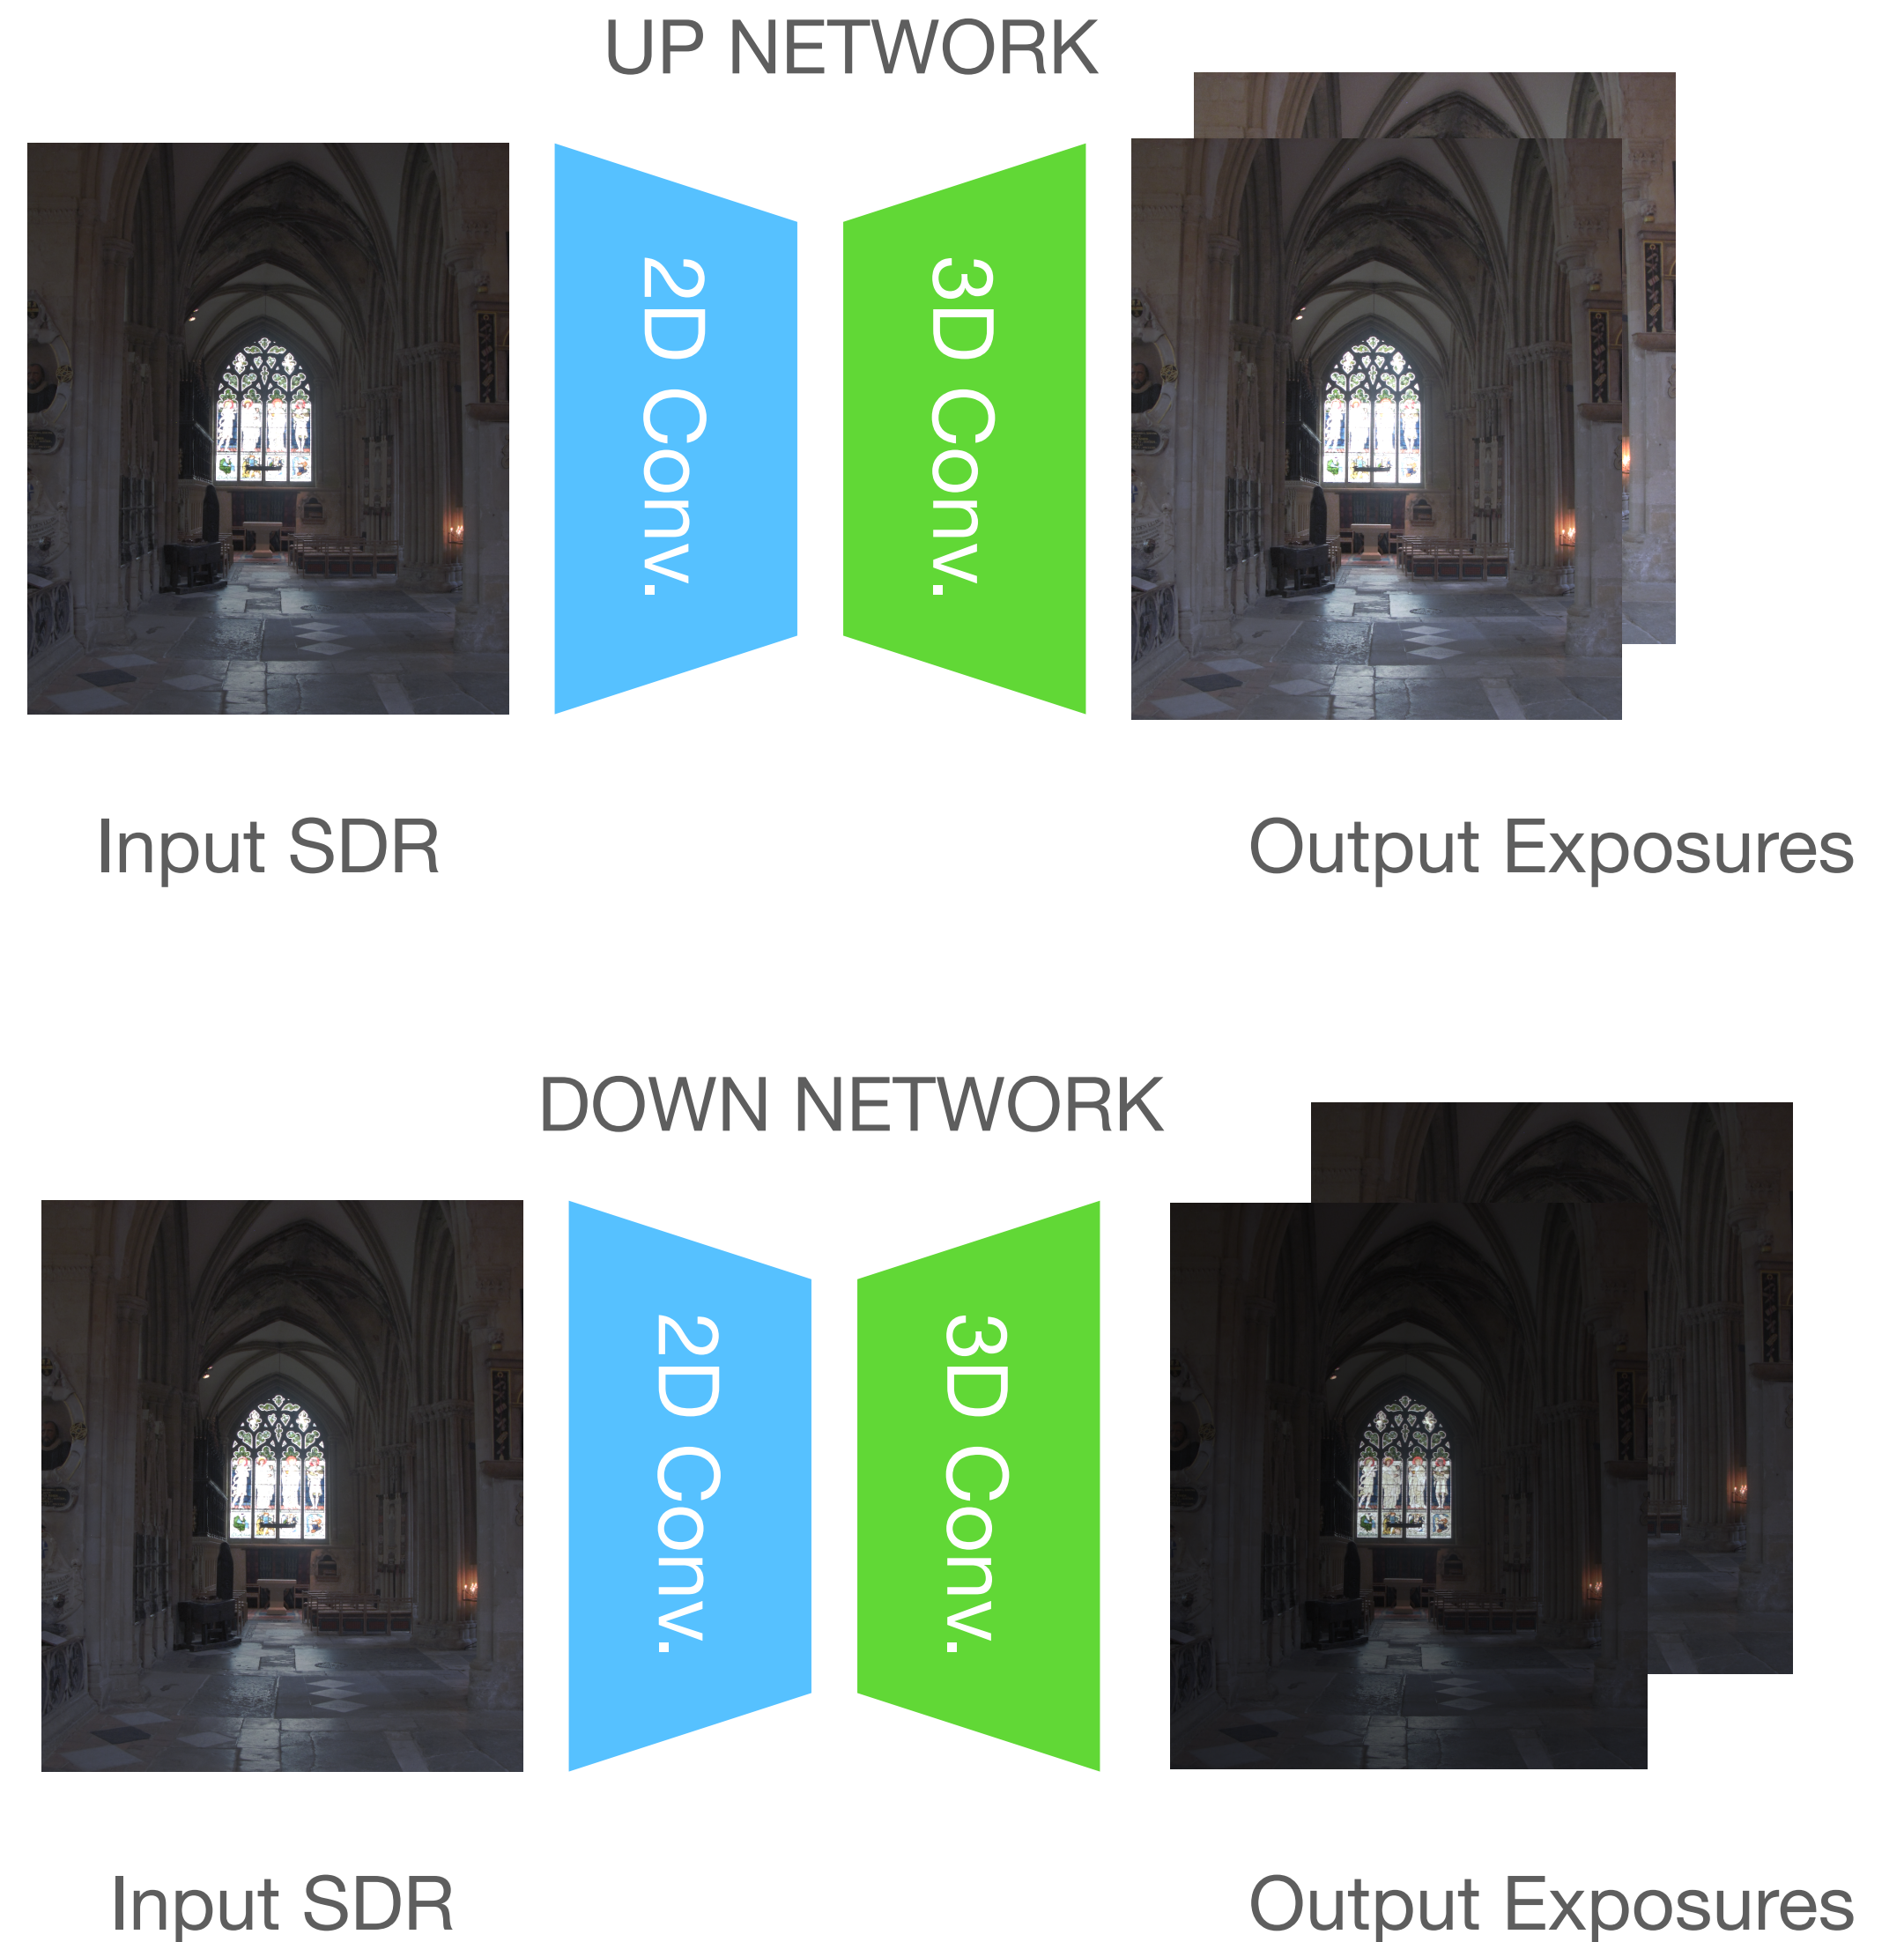 UP NETWORK
2D Conv.
3D Conv.
Input SDR
Output Exposures
DOWN NETWORK
2D Conv.
3D Conv.
Input SDR
Output Exposures